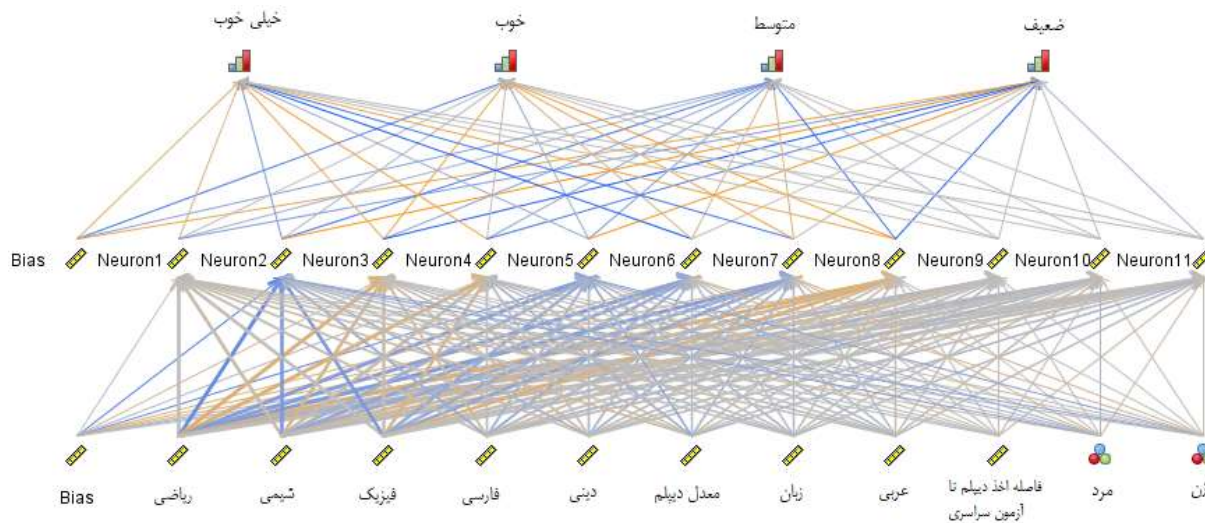 خیلی خوب
خوب
متوسط
ضعیف
Bias Neuron1 Neuron2 Neuron3 Neuron4 Neuron5 Neuron6 Neuron7 Neuron8 Neuron9 Neuron10 Neuron11
Bias
ریاضی
شیمی
فیزیک
فارسی
دینی
معدل دیپلم
زبان
عربی
فاصله اخذ دیپلم تا
آزمون سراسری
مرد
زن